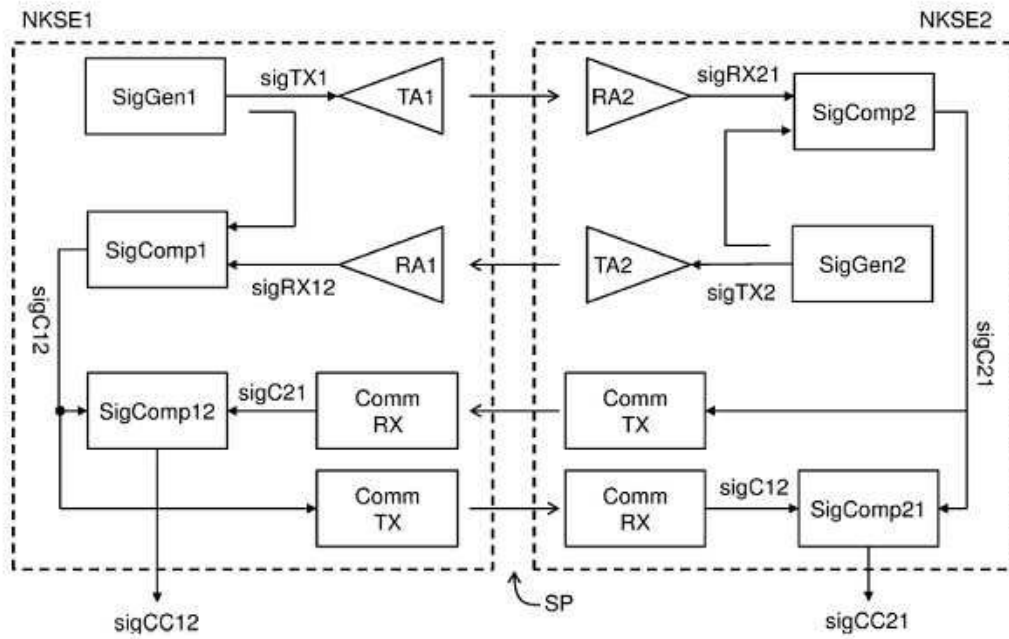 NKSE1
NKSE2
SigGen1
sigTX1
TA1
RA2
sigRX21
SigComp2
SigComp1
sigRX12
RA1
TA2
sigTX2
SigGen2
sigC12
sigC21
SigComp12
sigC21
Comm
RX
Comm
TX
Comm
TX
Comm
RX
sigC12
SigComp21
SP
sigCC12
sigCC21